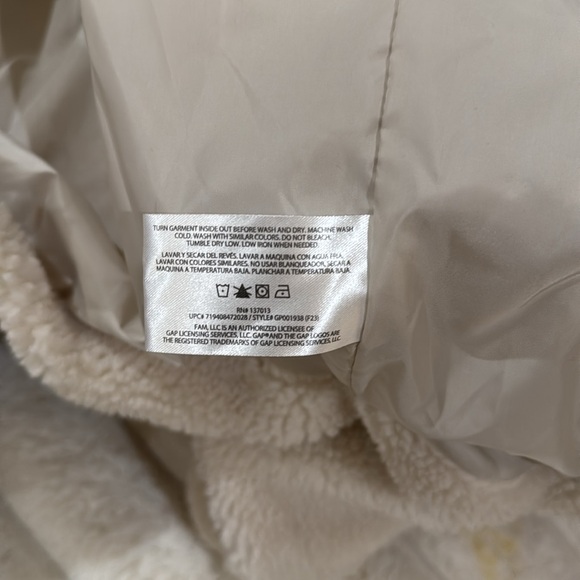 TURN GARMENT INSIDE OUT BEFORE WASH AND DRY. MACHINE WASH
COLD. WASH WITH SIMILAR COLORS. DO NOT BLEACH.
TUMBLE DRY LOW. LOW IRON WHEN NEEDED.
LAVAR Y SECAR DEL REVÉS. LAVAR A MAQUINA CON AGUA FRIA.
LAVAR CON COLORES SIMILARES. NO USAR BLANQUEADOR. SECAR A
MAQUINA A TEMPERATURA BAJA. PLANCHAR A TEMPERATURA BAJA.
RN# 137013
UPC# 719408472028 / STYLE# GP001938 (F23)
FAM, LLC IS AN AUTHORIZED LICENSEE OF
GAP LICENSING SERVICES, LLC. GAP® AND THE GAP LOGOS ARE
THE REGISTERED TRADEMARKS OF GAP LICENSING SERVICES, LLC.